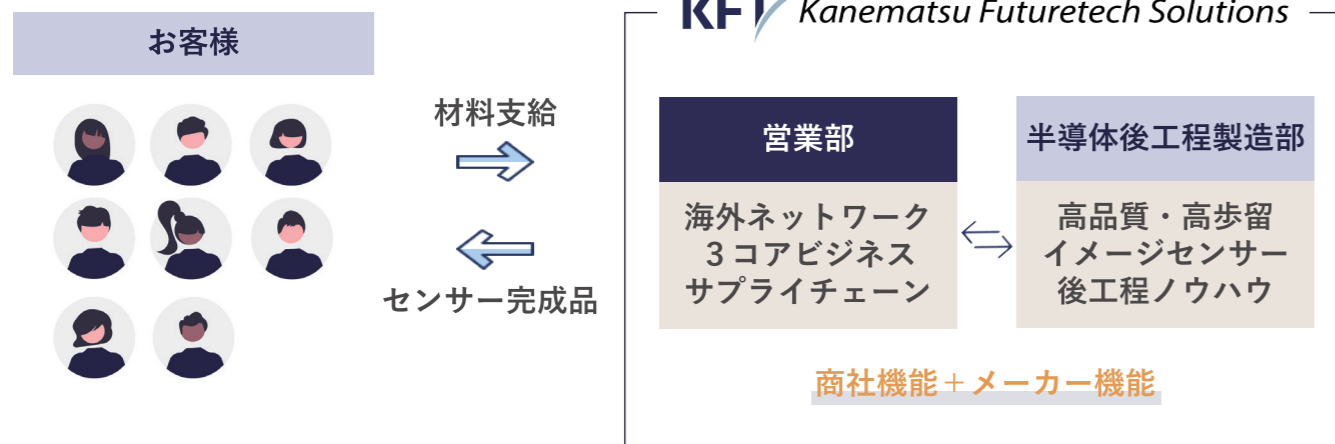 お客様
材料支給
センサー完成品
Kanematsu Futuretech Solutions
営業部
海外ネットワーク
３コアビジネス
サプライチェーン
半導体後工程製造部
高品質・高歩留
イメージセンサー
後工程ノウハウ
商社機能＋メーカー機能